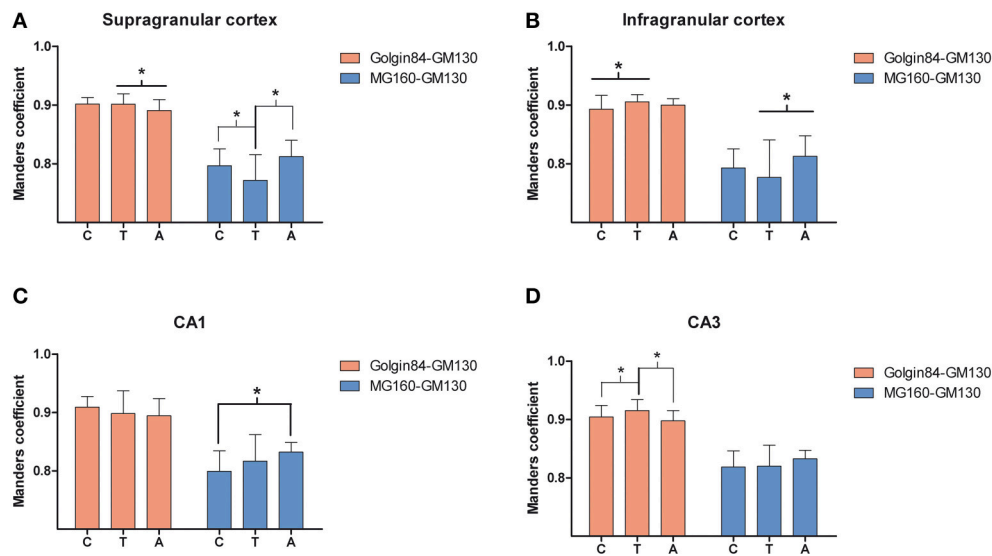 A
Supragranular cortex
Manders coefficient
1.0
0.9
0.8
*
*
*
C T A C T A
Golgin84-GM130
MG160-GM130
B
Infragranular cortex
Manders coefficient
1.0
0.9
0.8
*
*
C T A C T A
Golgin84-GM130
MG160-GM130
C
CA1
Manders coefficient
1.0
0.9
0.8
*
C T A C T A
Golgin84-GM130
MG160-GM130
D
CA3
Manders coefficient
1.0
0.9
0.8
*
*
C T A C T A
Golgin84-GM130
MG160-GM130